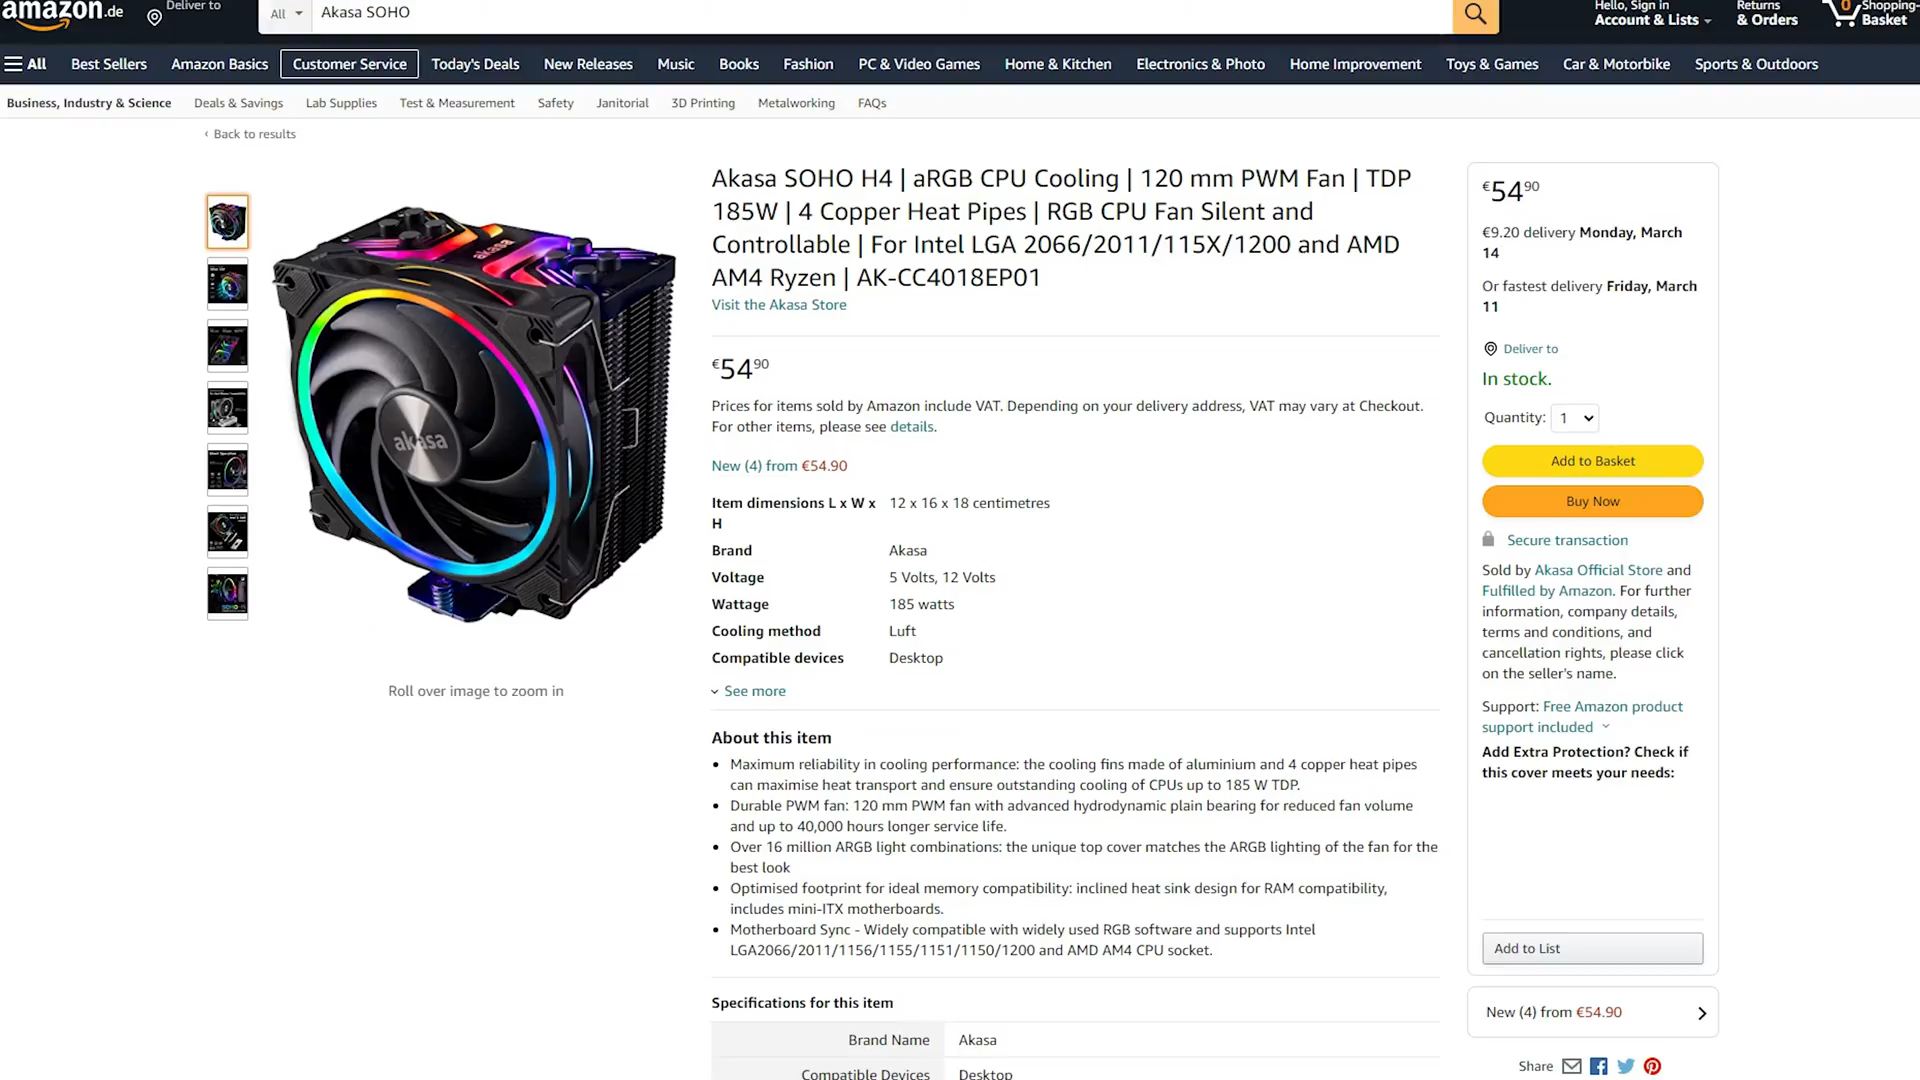 amazon.de
Deliver to
All
Akasa SOHO
Hello, Sign in
Account & Lists
Returns
& Orders
0
Shopping-
Basket
All
Best Sellers
Amazon Basics
Customer Service
Today's Deals
New Releases
Music
Books
Fashion
PC & Video Games
Home & Kitchen
Electronics & Photo
Home Improvement
Toys & Games
Car & Motorbike
Sports & Outdoors
Business, Industry & Science
Deals & Savings
Lab Supplies
Test & Measurement
Safety
Janitorial
3D Printing
Metalworking
FAQs
‹ Back to results
akasa
akasa
Roll over image to zoom in
Akasa SOHO H4 | aRGB CPU Cooling | 120 mm PWM Fan | TDP
185W | 4 Copper Heat Pipes | RGB CPU Fan Silent and
Controllable | For Intel LGA 2066/2011/115X/1200 and AMD
AM4 Ryzen | AK-CC4018EP01
Visit the Akasa Store
€54 90
Prices for items sold by Amazon include VAT. Depending on your delivery address, VAT may vary at Checkout.
For other items, please see details.
New (4) from €54.90
Item dimensions L x W x 12 x 16 x 18 centimetres
H
Brand Akasa
Voltage 5 Volts, 12 Volts
Wattage 185 watts
Cooling method Luft
Compatible devices Desktop
See more
About this item
• Maximum reliability in cooling performance: the cooling fins made of aluminium and 4 copper heat pipes
can maximise heat transport and ensure outstanding cooling of CPUs up to 185 W TDP.
• Durable PWM fan: 120 mm PWM fan with advanced hydrodynamic plain bearing for reduced fan volume
and up to 40,000 hours longer service life.
• Over 16 million ARGB light combinations: the unique top cover matches the ARGB lighting of the fan for the
best look
• Optimised footprint for ideal memory compatibility: inclined heat sink design for RAM compatibility,
includes mini-ITX motherboards.
• Motherboard Sync - Widely compatible with widely used RGB software and supports Intel
LGA2066/2011/1156/1155/1151/1150/1200 and AMD AM4 CPU socket.
Specifications for this item
Brand Name Akasa
Compatible Devices Desktop
€54 90
€9.20 delivery Monday, March
14
Or fastest delivery Friday, March
11
Deliver to
In stock.
Quantity: 1
Add to Basket
Buy Now
Secure transaction
Sold by Akasa Official Store and
Fulfilled by Amazon. For further
information, company details,
terms and conditions, and
cancellation rights, please click
on the seller's name.
Support: Free Amazon product
support included
Add Extra Protection? Check if
this cover meets your needs:
Add to List
New (4) from €54.90
Share